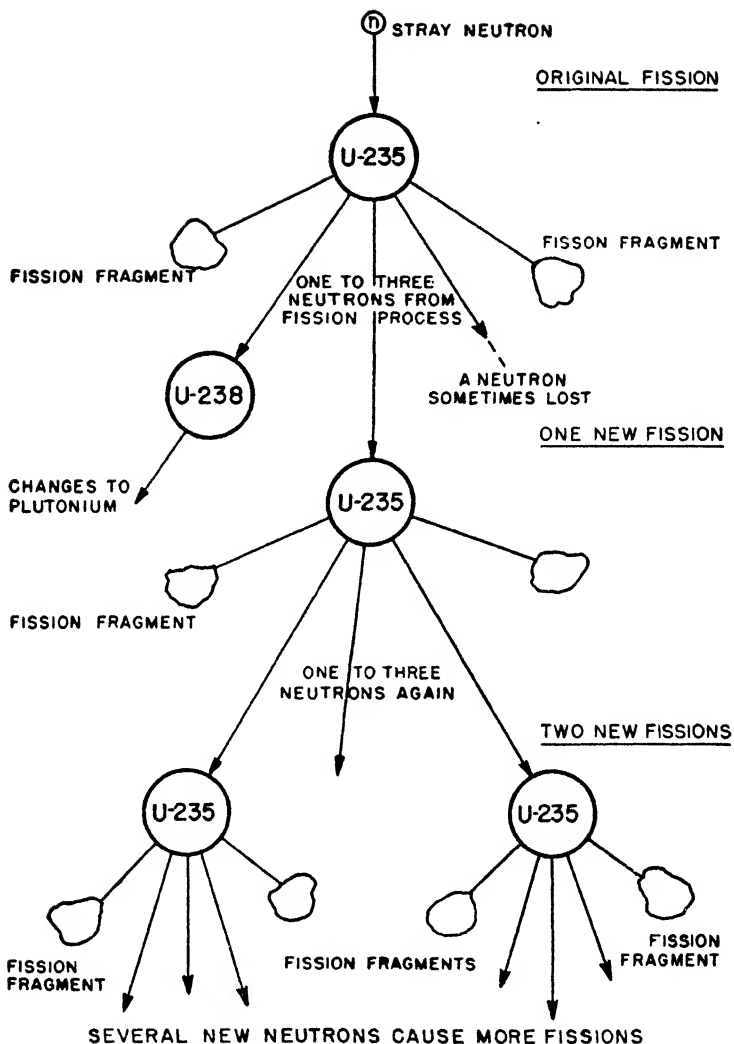 n STRAY NEUTRON
ORIGINAL FISSION
U-235
FISSION FRAGMENT
FISSON FRAGMENT
ONE TO THREE
NEUTRONS FROM
FISSION PROCESS
A NEUTRON
SOMETIMES LOST
U-238
ONE NEW FISSION
CHANGES TO
PLUTONIUM
U-235
FISSION FRAGMENT
ONE TO THREE
NEUTRONS AGAIN
TWO NEW FISSIONS
U-235
U-235
FISSION
FRAGMENT
FISSION FRAGMENTS
FISSION
FRAGMENT
SEVERAL NEW NEUTRONS CAUSE MORE FISSIONS